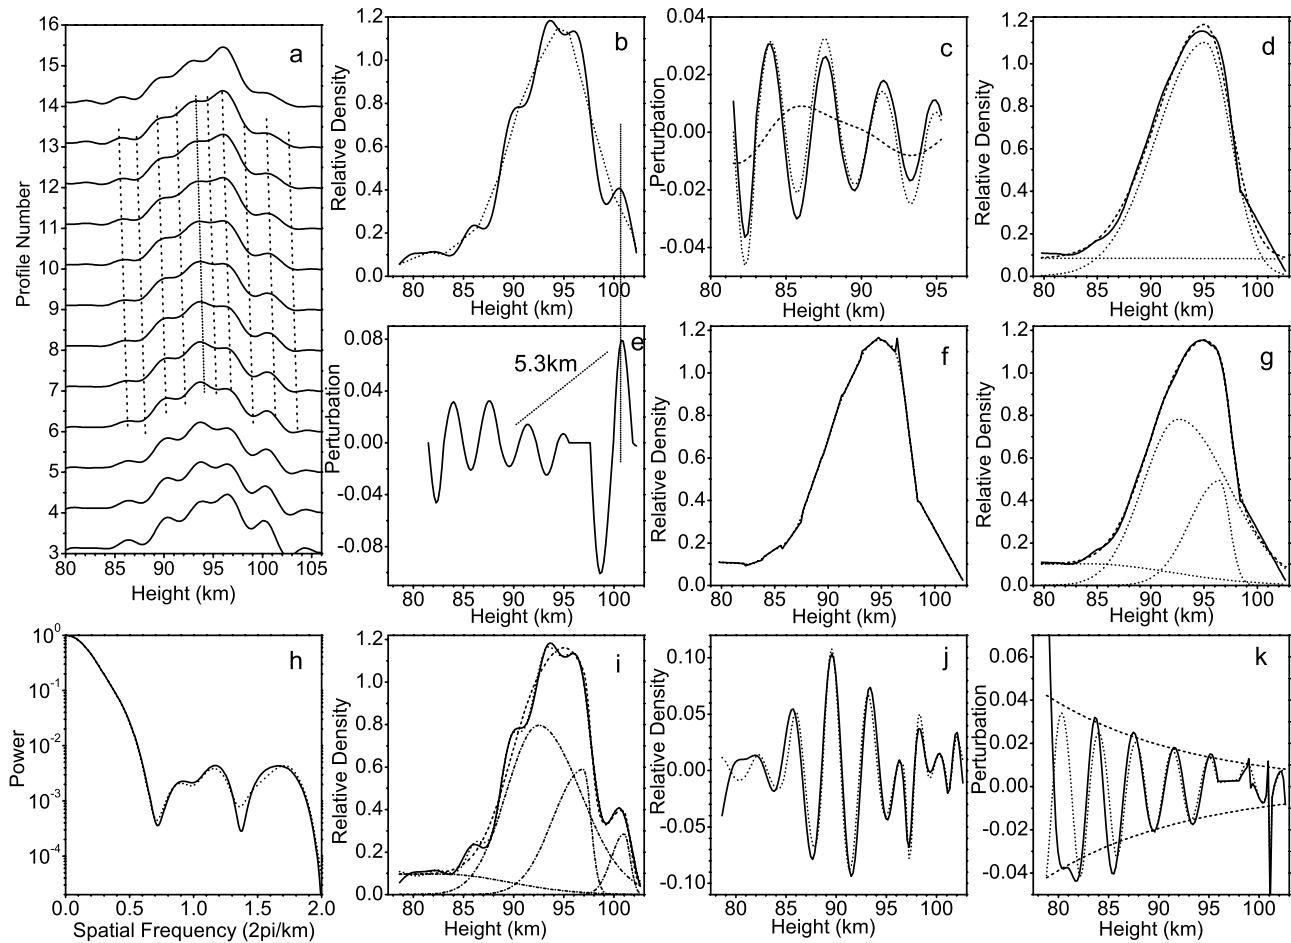 a
16
15
14
13
12
11
10
9
8
7
6
5
4
3
80 85 90 95 100 105
Profile Number
Height (km)
b
1.2
1.0
0.8
0.6
0.4
0.2
0.0
80 85 90 95 100
Relative Density
Height (km)
c
0.04
0.02
0.00
-0.02
-0.04
80 85 90 95
Perturbation
Height (km)
d
1.2
1.0
0.8
0.6
0.4
0.2
0.0
80 85 90 95 100
Relative Density
Height (km)
e
5.3km
0.08
0.04
0.00
-0.04
-0.08
80 85 90 95 100
Perturbation
Height (km)
f
1.2
1.0
0.8
0.6
0.4
0.2
0.0
80 85 90 95 100
Relative Density
Height (km)
g
1.2
1.0
0.8
0.6
0.4
0.2
0.0
80 85 90 95 100
Relative Density
Height (km)
h
10^0
10^-1
10^-2
10^-3
10^-4
0.0 0.5 1.0 1.5 2.0
Power
Spatial Frequency (2pi/km)
i
1.2
1.0
0.8
0.6
0.4
0.2
0.0
80 85 90 95 100
Relative Density
Height (km)
j
0.10
0.05
0.00
-0.05
-0.10
80 85 90 95 100
Relative Density
Height (km)
k
0.06
0.04
0.02
0.00
-0.02
-0.04
80 85 90 95 100
Perturbation
Height (km)